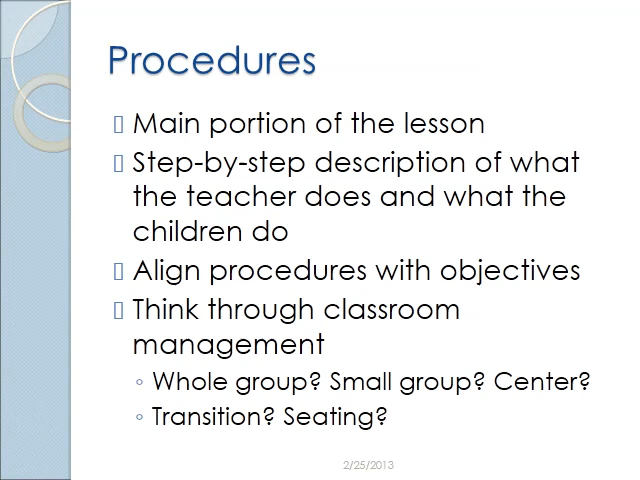 Procedures
Main portion of the lesson
Step-by-step description of what
the teacher does and what the
children do
Align procedures with objectives
Think through classroom
management
Whole group? Small group? Center?
Transition? Seating?
2/25/2013